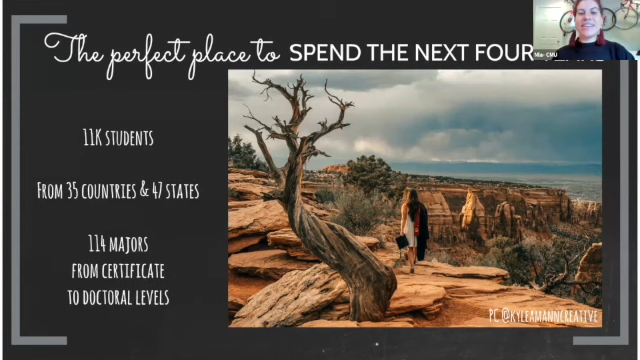 The perfect place to SPEND THE NEXT FOUR
11K STUDENTS
FROM 35 COUNTRIES & 47 STATES
114 MAJORS
FROM CERTIFICATE
TO DOCTORAL LEVELS
PC @KYLEAMANNCREATIVE